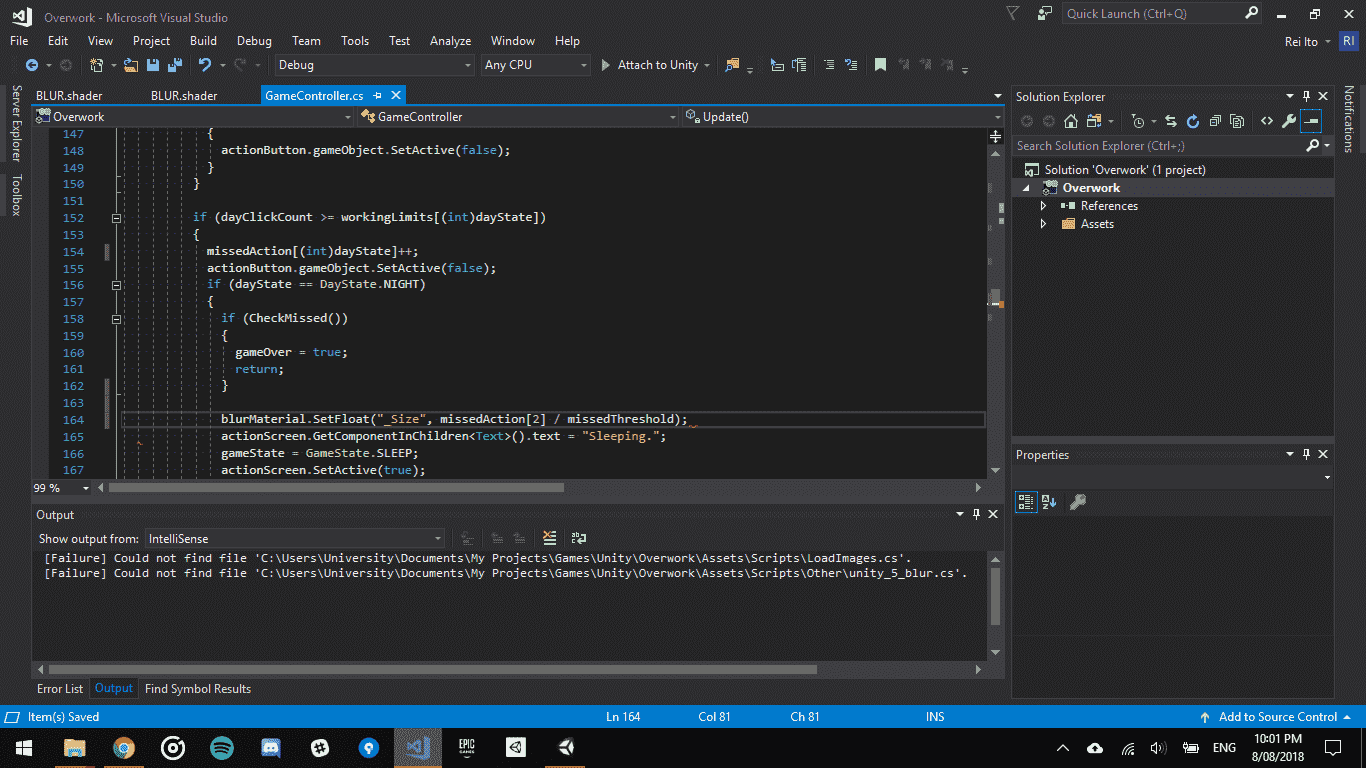 Overwork - Microsoft Visual Studio
Quick Launch (Ctrl+Q)
File Edit View Project Build Debug Team Tools Test Analyze Window Help
Rei Ito RI
Debug Any CPU Attach to Unity
Server Explorer
Toolbox
BLUR.shader BLUR.shader GameController.cs
Overwork GameController Update()
147 {
148 actionButton.gameObject.SetActive(false);
149 }
150 }
151
152 if (dayClickCount >= workingLimits[(int)dayState])
153 {
154 missedAction[(int)dayState]++;
155 actionButton.gameObject.SetActive(false);
156 if (dayState == DayState.NIGHT)
157 {
158 if (CheckMissed())
159 {
160 gameOver = true;
161 return;
162 }
163
164 blurMaterial.SetFloat("_Size", missedAction[2] / missedThreshold);
165 actionScreen.GetComponentInChildren<Text>().text = "Sleeping.";
166 gameState = GameState.SLEEP;
167 actionScreen.SetActive(true);
99 %
Output
Show output from: IntelliSense
[Failure] Could not find file 'C:\Users\University\Documents\My Projects\Games\Unity\Overwork\Assets\Scripts\LoadImages.cs'.
[Failure] Could not find file 'C:\Users\University\Documents\My Projects\Games\Unity\Overwork\Assets\Scripts\Other\unity_5_blur.cs'.
Error List Output Find Symbol Results
Solution Explorer
Search Solution Explorer (Ctrl+;)
Solution 'Overwork' (1 project)
Overwork
References
Assets
Properties
Notifications
Item(s) Saved Ln 164 Col 81 Ch 81 INS Add to Source Control
EPIC
GAMES
ENG
10:01 PM
8/08/2018